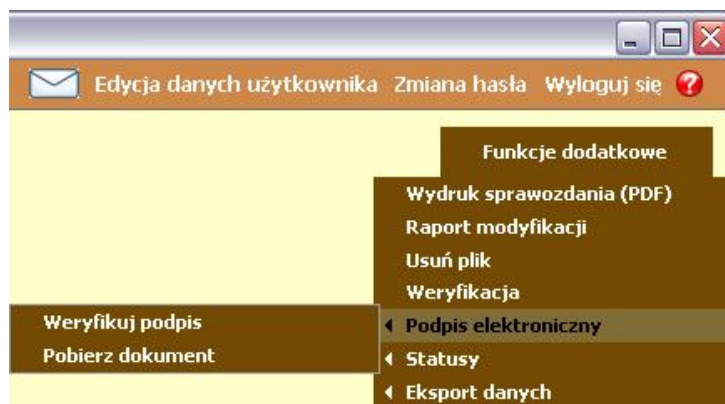 Edycja danych użytkownika Zmiana hasła Wyloguj się ?
Funkcje dodatkowe
Wydruk sprawozdania (PDF)
Raport modyfikacji
Usuń plik
Weryfikacja
Podpis elektroniczny
Weryfikuj podpis
Pobierz dokument
Statusy
Eksport danych